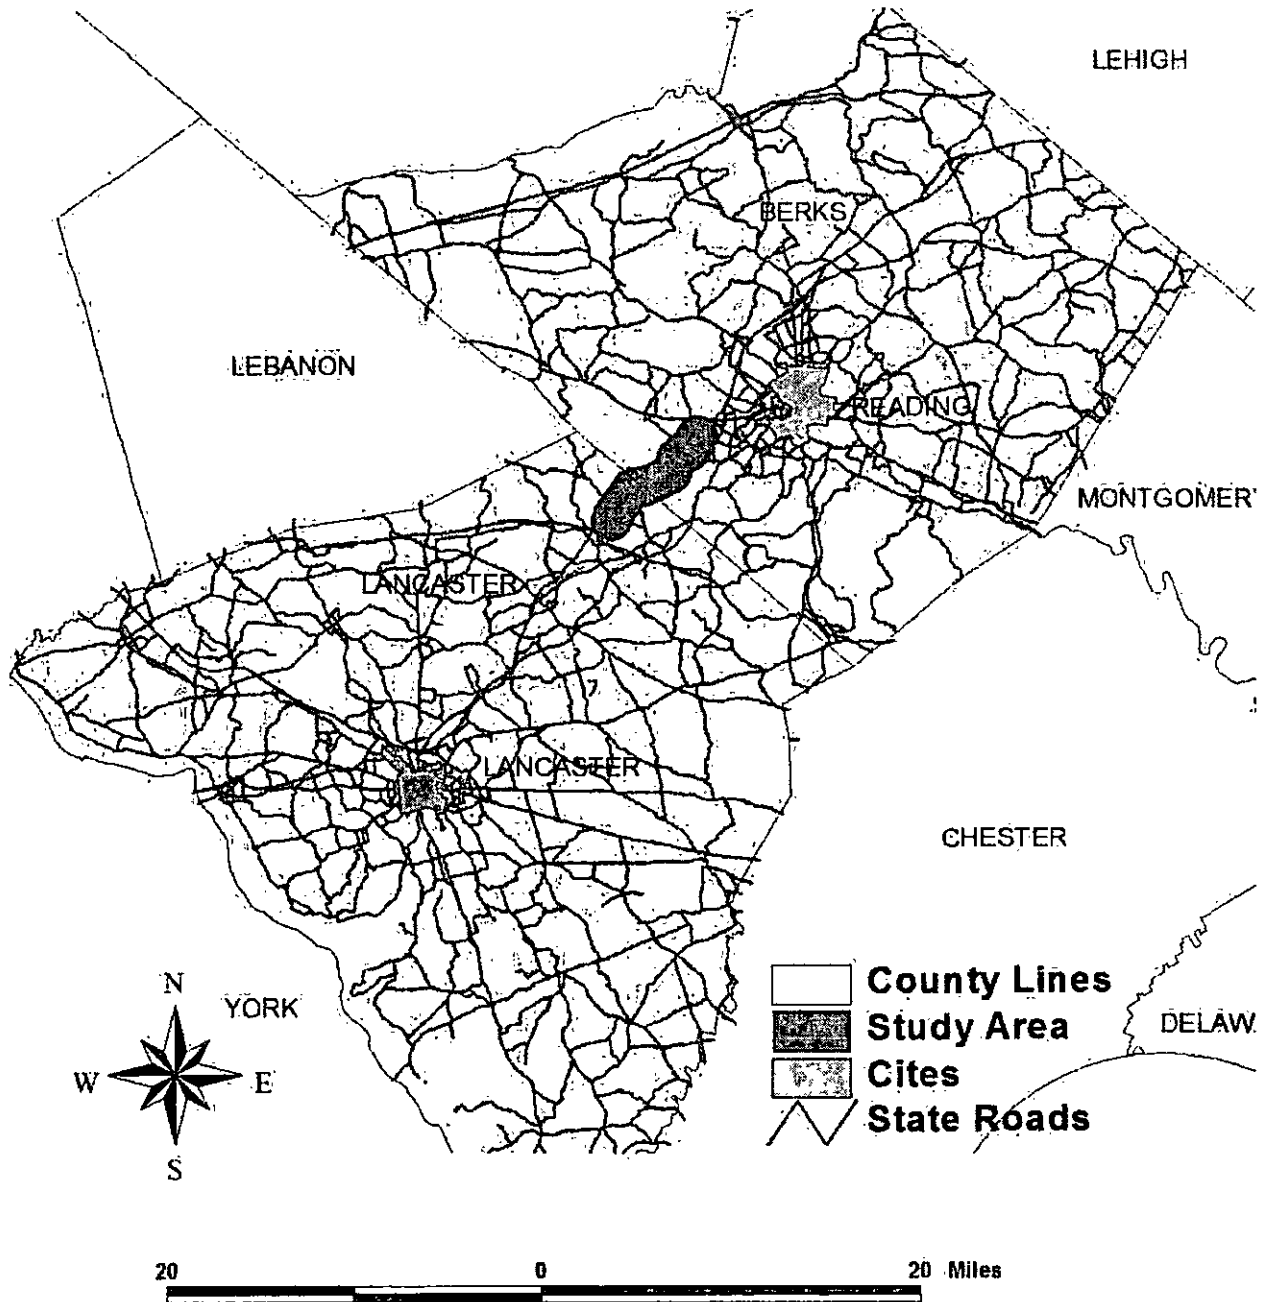 LEHIGH
BERKS
LEBANON
READING
MONTGOMER
LANCASTER
LANCASTER
CHESTER
N
W E
S
YORK
County Lines
Study Area
Cites
State Roads
DELAW
20 0 20 Miles